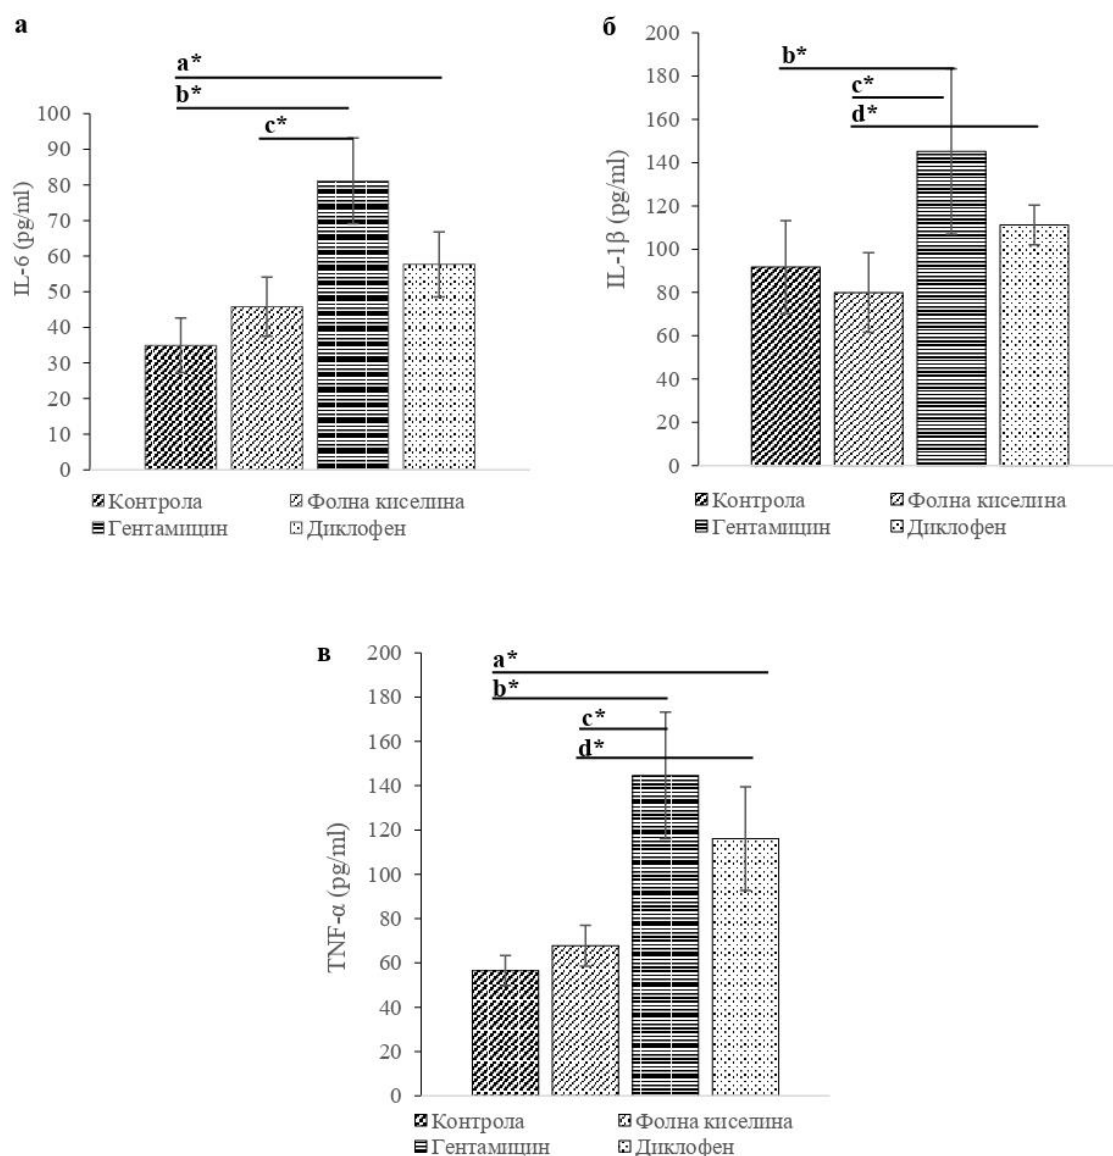 а
a*
b*
c*
100
90
80
70
60
50
40
30
20
10
0
IL-6 (pg/ml)
Контрола Фолна киселина
Гентамицин Диклофен
б
200
180
160
140
120
100
80
60
40
20
0
b*
c*
d*
IL-1β (pg/ml)
Контрола Фолна киселина
Гентамицин Диклофен
в
200
180
160
140
120
100
80
60
40
20
0
a*
b*
c*
d*
TNF-α (pg/ml)
Контрола Фолна киселина
Гентамицин Диклофен